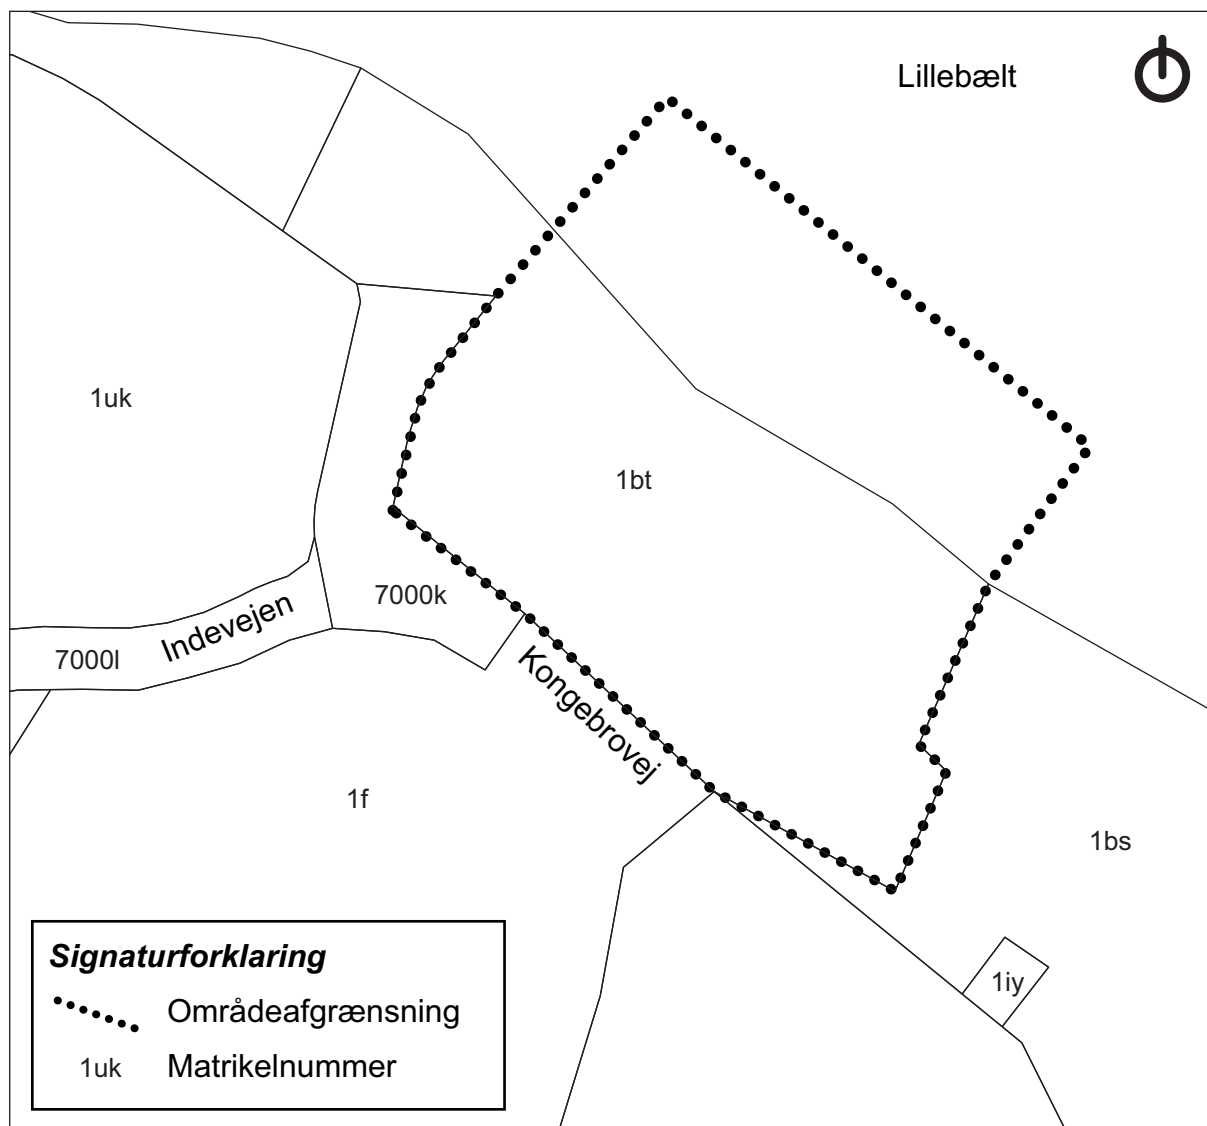 Lillebælt
1uk
1bt
7000k
Indevejen
7000l
Kongebrovej
1f
1bs
1iy
Signaturforklaring
Områdeafgrænsning
1uk Matrikelnummer